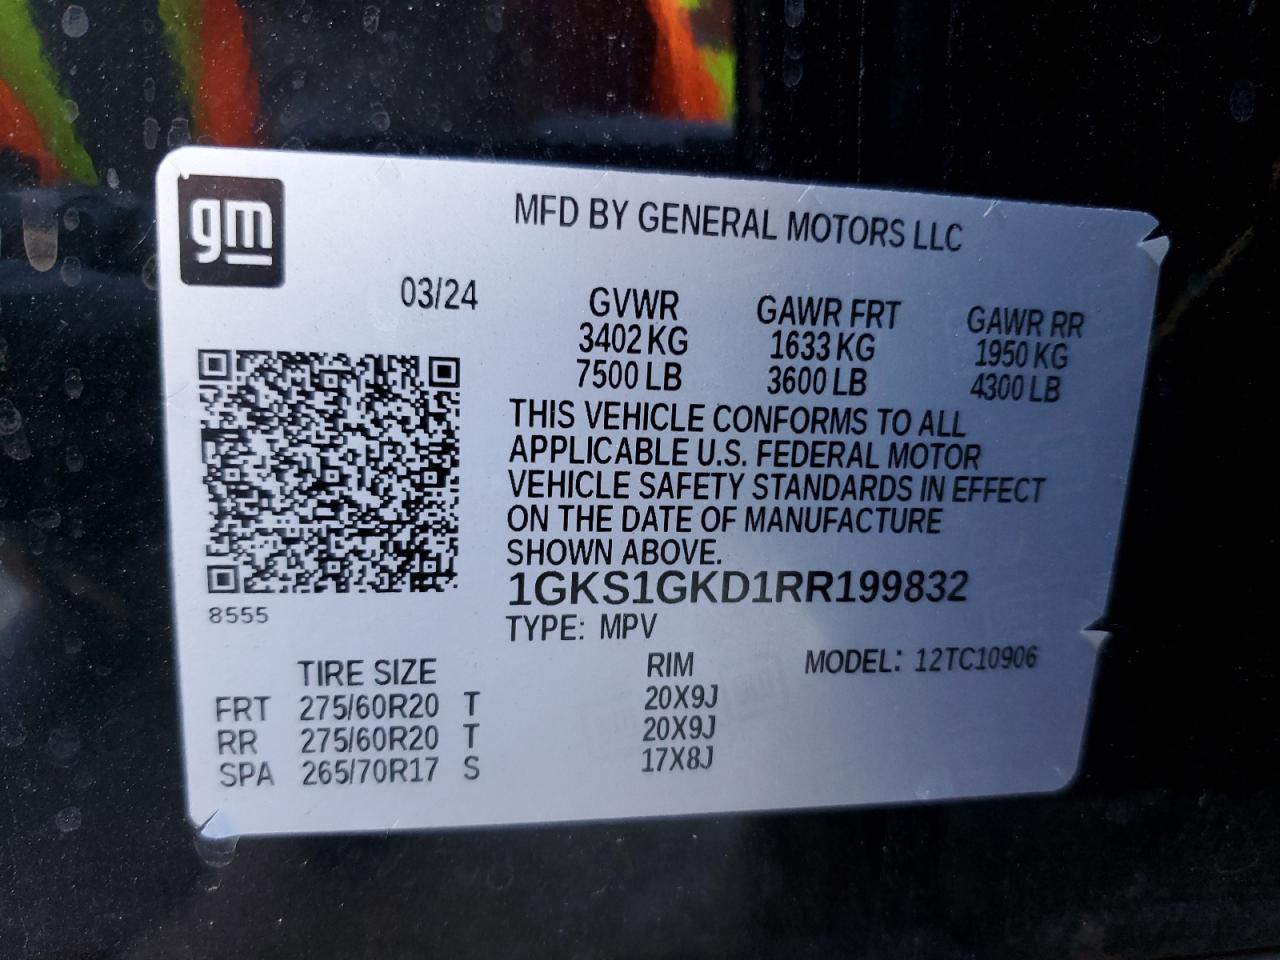 gm
MFD BY GENERAL MOTORS LLC
03/24
GVWR GAWR FRT GAWR RR
3402 KG 1633 KG 1950 KG
7500 LB 3600 LB 4300 LB
THIS VEHICLE CONFORMS TO ALL
APPLICABLE U.S. FEDERAL MOTOR
VEHICLE SAFETY STANDARDS IN EFFECT
ON THE DATE OF MANUFACTURE
SHOWN ABOVE.
1GKS1GKD1RR199832
8555
TYPE: MPV
TIRE SIZE RIM MODEL: 12TC10906
FRT 275/60R20 T 20X9J
RR 275/60R20 T 20X9J
SPA 265/70R17 S 17X8J